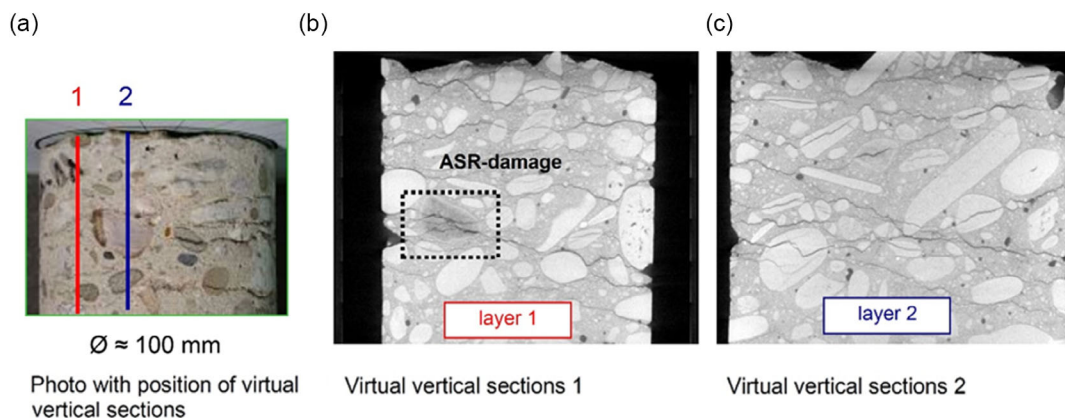 (a)
1
2
Ø ≈ 100 mm
Photo with position of virtual
vertical sections
(b)
ASR-damage
layer 1
Virtual vertical sections 1
(c)
layer 2
Virtual vertical sections 2